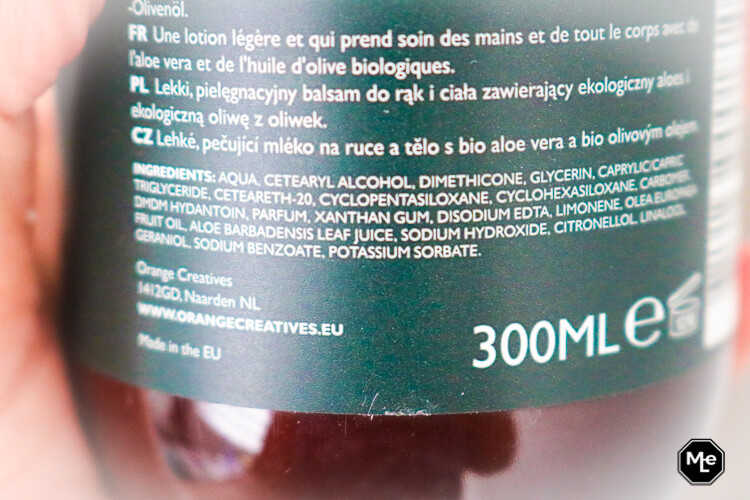 -Olivenöl.
FR Une lotion légère et qui prend soin des mains et de tout le corps avec de
l'aloe vera et de l'huile d'olive biologiques.
PL Lekki, pielęgnacyjny balsam do rąk i ciała zawierający ekologiczny aloes i
ekologiczną oliwę z oliwek.
CZ Lehké, pečující mléko na ruce a tělo s bio aloe vera a bio olivovým olejem.
INGREDIENTS: AQUA, CETEARYL ALCOHOL, DIMETHICONE, GLYCERIN, CAPRYLIC/CAPRIC
TRIGLYCERIDE, CETEARETH-20, CYCLOPENTASILOXANE, CYCLOHEXASILOXANE, CARBOMER,
DMDM HYDANTOIN, PARFUM, XANTHAN GUM, DISODIUM EDTA, LIMONENE, OLEA EUROPAEA
FRUIT OIL, ALOE BARBADENSIS LEAF JUICE, SODIUM HYDROXIDE, CITRONELLOL, LINALOOL,
GERANIOL, SODIUM BENZOATE, POTASSIUM SORBATE.
Orange Creatives
1412GD, Naarden NL
WWW.ORANGECREATIVES.EU
Made in the EU
300ML e
MLe